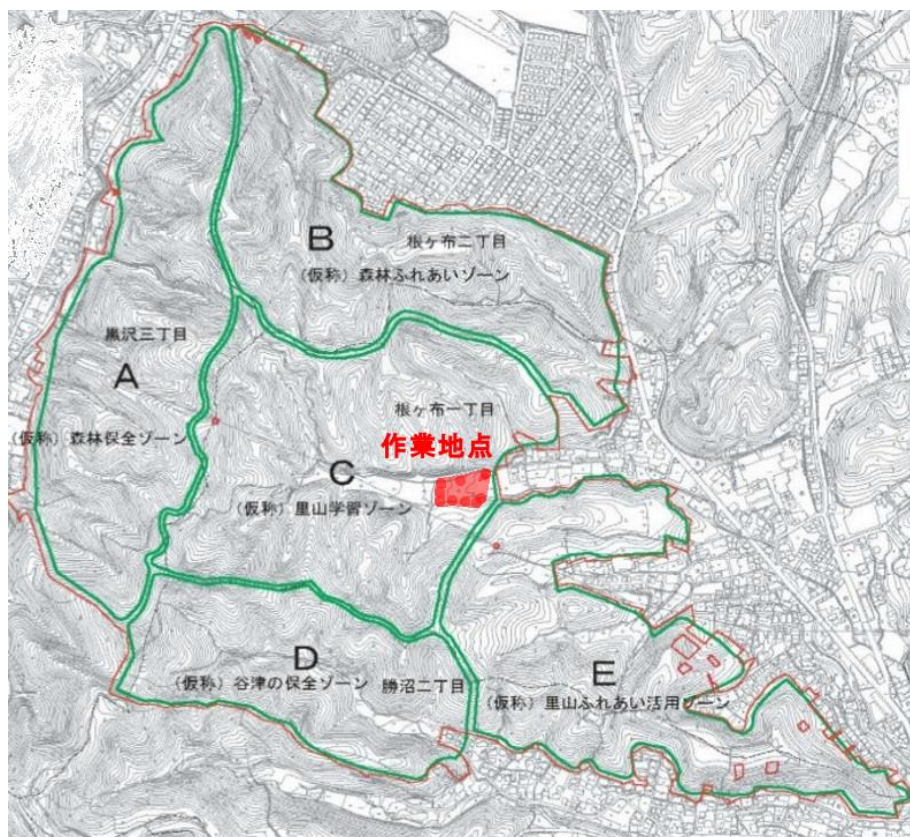 B
根ヶ布二丁目
(仮称) 森林ふれあいゾーン
黒沢三丁目
A
(仮称) 森林保全ゾーン
根ヶ布一丁目
作業地点
C
(仮称) 里山学習ゾーン
D
(仮称) 谷津の保全ゾーン
勝沼二丁目
E
(仮称) 里山ふれあい活用ゾーン